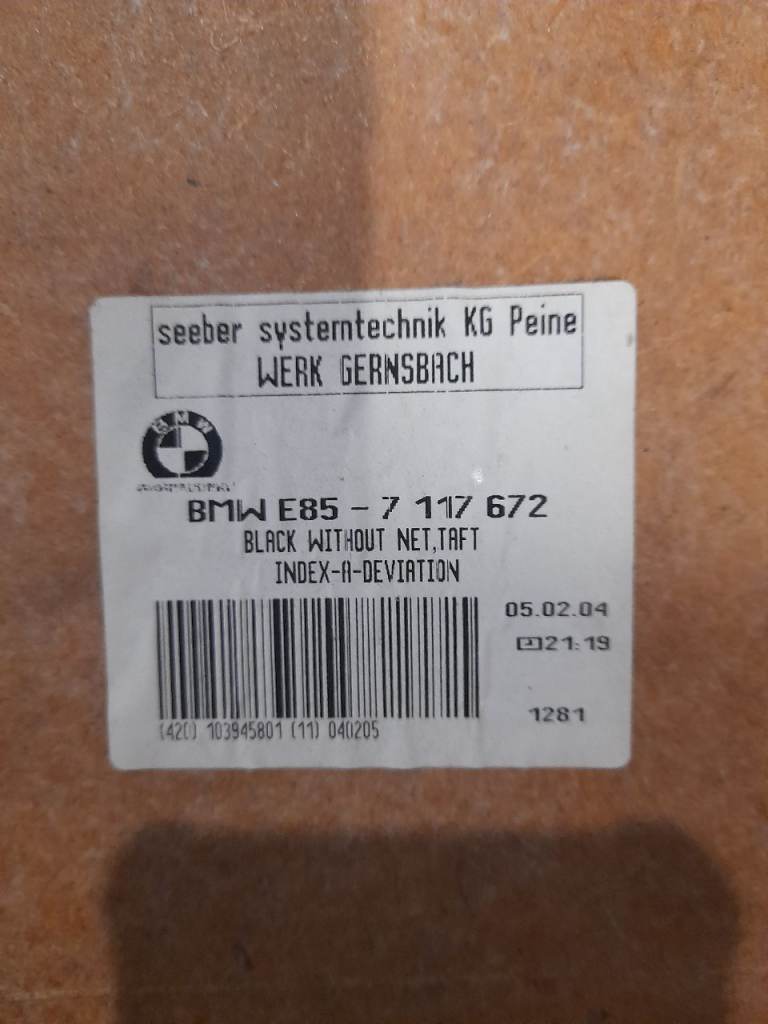 seeber systemtechnik KG Peine
WERK GERNSBACH
BMW
BMW E85 - 7 117 672
BLACK WITHOUT NET,TAFT
INDEX-A-DEVIATION
05.02.04
21:19
1281
(420) 103945801 (11) 040205